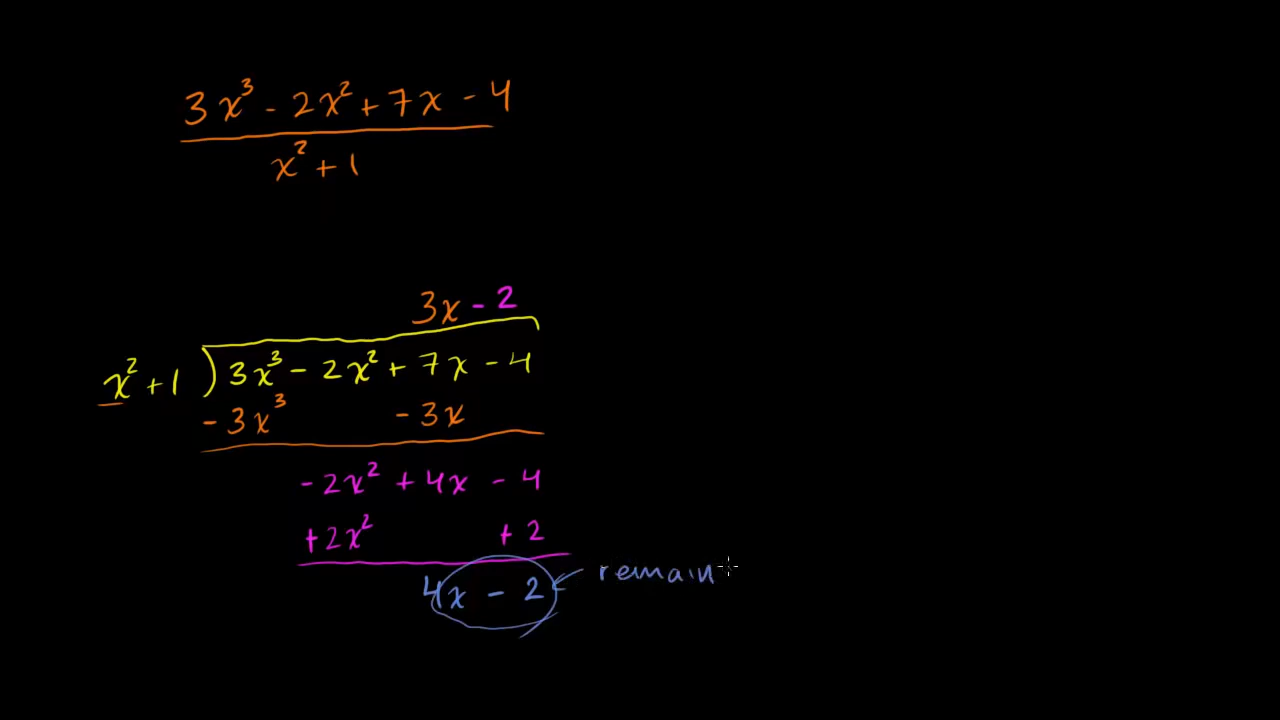 3x³ - 2x² + 7x - 4
x² + 1
3x - 2
x² + 1 ) 3x³ - 2x² + 7x - 4
- 3x³ - 3x
- 2x² + 4x - 4
+ 2x² + 2
4x - 2 remain